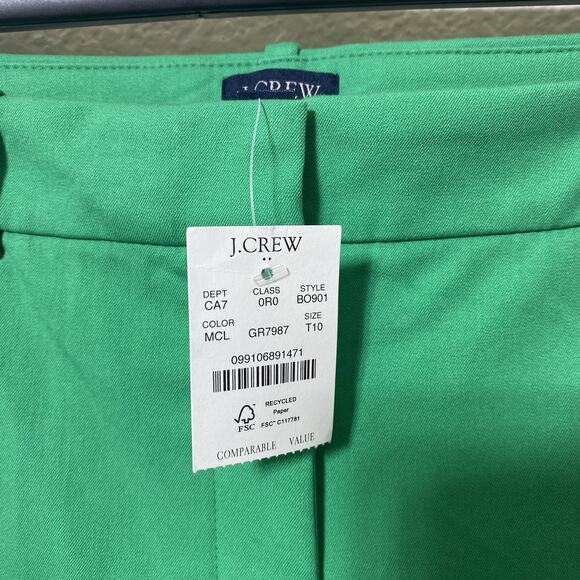 J.CREW
J.CREW
DEPT CLASS STYLE
CA7 0R0 BO901
COLOR SIZE
MCL GR7987 T10
099106891471
RECYCLED
Paper
FSC FSC™ C117781
COMPARABLE VALUE